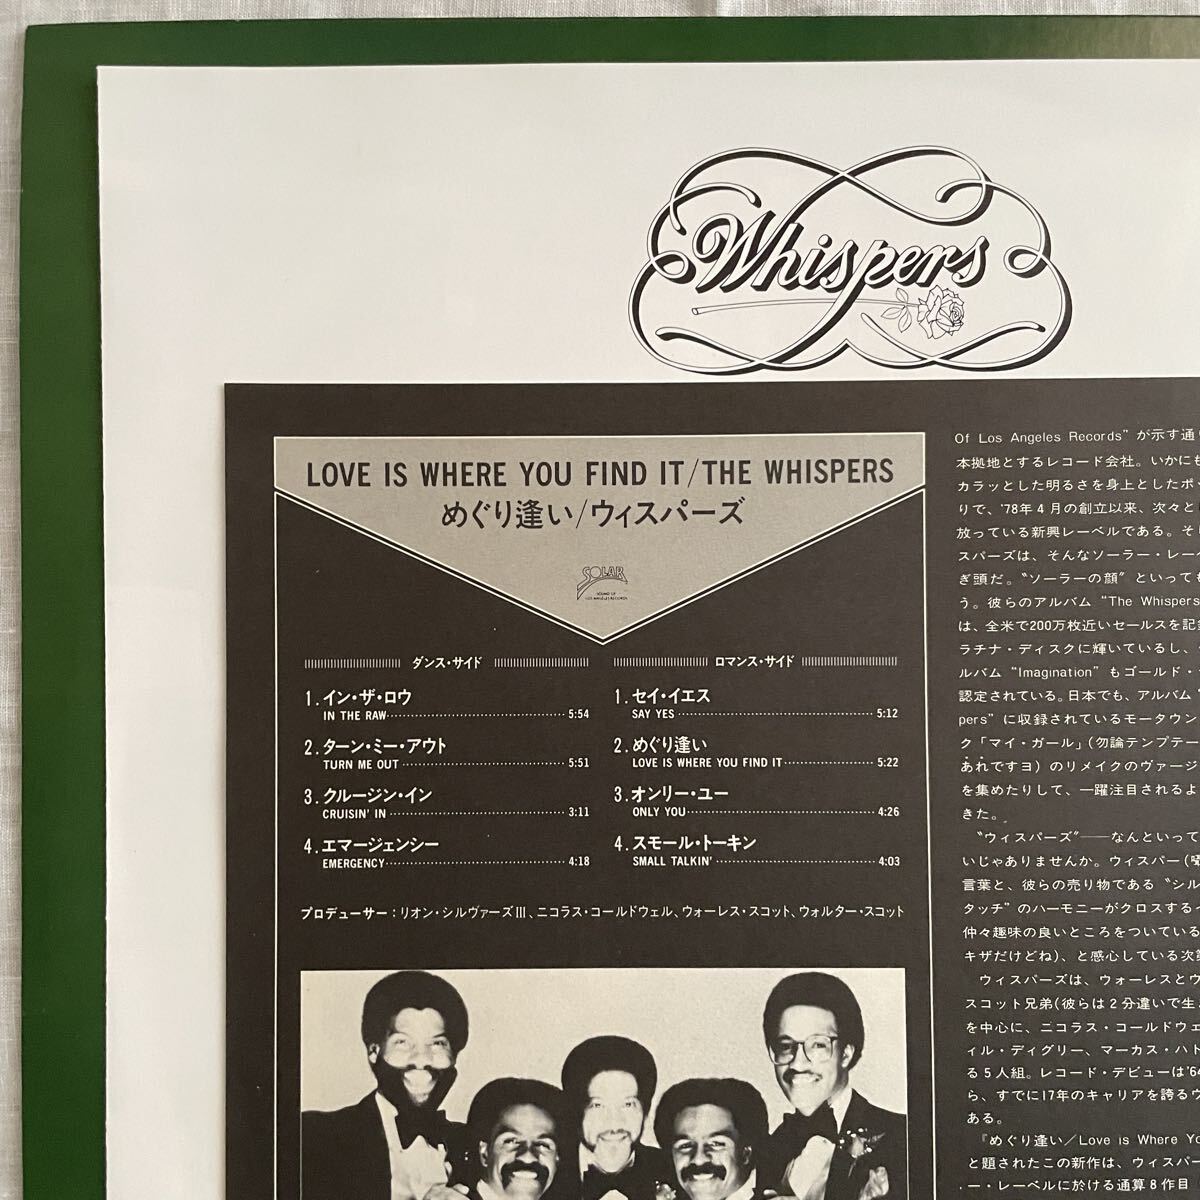 Whispers
LOVE IS WHERE YOU FIND IT/THE WHISPERS
めぐり逢い/ウィスパーズ
SOLAR
SOUND OF
LOS ANGELES RECORDS
ダンス・サイド
1.イン・ザ・ロウ
IN THE RAW 5:54
2.ターン・ミー・アウト
TURN ME OUT 5:51
3.クルージン・イン
CRUISIN' IN 3:11
4.エマージェンシー
EMERGENCY 4:18
ロマンス・サイド
1.セイ・イエス
SAY YES 5:12
2.めぐり逢い
LOVE IS WHERE YOU FIND IT 5:22
3.オンリー・ユー
ONLY YOU 4:26
4.スモール・トーキン
SMALL TALKIN' 4:03
プロデューサー：リオン・シルヴァーズIII、ニコラス・コールドウェル、ウォーレス・スコット、ウォルター・スコット
Of Los Angeles Records”が示す通り
本拠地とするレコード会社。いかにも
カラッとした明るさを身上としたポッ
りで、'78年4月の創立以来、次々とし
放っている新興レーベルである。そし
スパーズは、そんなソーラー・レー
ぎ頭だ。〝ソーラーの顔〟といっても
う。彼らのアルバム“The Whispers
は、全米で200万枚近いセールスを記録
ラチナ・ディスクに輝いているし、
ルバム“Imagination”もゴールド・
認定されている。日本でも、アルバム
pers”に収録されているモータウン
ク「マイ・ガール」(勿論テンプテー
あれですヨ)のリメイクのヴァージ
を集めたりして、一躍注目されるよ
きた。
〝ウィスパーズ〟──なんといって
いじゃありませんか。ウィスパー(
言葉と、彼らの売り物である〝シル
タッチ〟のハーモニーがクロスする
仲々趣味の良いところをついている
キザだけどね)、と感心している次第
ウィスパーズは、ウォーレスとウ
スコット兄弟(彼らは2分違いで生
を中心に、ニコラス・コールドウェ
ィル・ディグリー、マーカス・ハト
る5人組。レコード・デビューは'64
ら、すでに17年のキャリアを誇るヴ
ある。
『めぐり逢い／Love is Where Yo
と題されたこの新作は、ウィスパー
ー・レーベルに於ける通算8作目